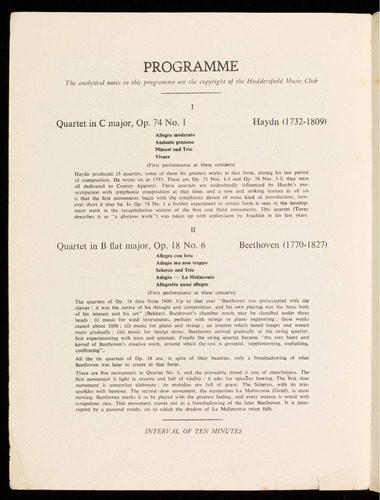 PROGRAMME
The analytical notes in this programme are the copyright of the Huddersfield Music Club
I
Quartet in C major, Op. 74 No. 1 Haydn (1732-1809)
Allegro moderato
Andante grazioso
Minuet and Trio
Vivace
(First performance at these concerts)
Haydn produced 15 quartets, some of them his greatest works in that form, during his last period
of composition. He wrote six in 1793. These are Op. 71 Nos. 1-3 and Op. 74 Nos. 1-3; they were
all dedicated to County Apponyi. These quartets are undoubtedly influenced by Haydn's pre-
occupation with symphonic composition at that time, and a new and striking feature in all six
is that the first movements begin with the symphonic device of some kind of introduction, how-
ever short it may be. In Op. 74 No. 1 a further experiment in sonata form is seen in the develop-
ment work in the recapitulation section of the first and third movements. This quartet (Tovey
describes it as "a glorious work") was taken up with enthusiasm by Joachim in his last years.
II
Quartet in B flat major, Op. 18 No. 6 Beethoven (1770-1827)
Allegro con brio
Adagio ma non troppo
Scherzo and Trio
Adagio — La Malinconia
Allegretto quasi allegro
(First performance at these concerts)
The quartets of Op. 18 date from 1800. Up to that year "Beethoven was preoccupied with the
clavier; it was the centre of his thought and composition, and his own playing was the basis both
of his interest and his art" (Bekker). Beethoven's chamber music may be classified under three
heads: (i) music for wind instruments, perhaps with strings or piano supporting; these works
ceased about 1800; (ii) music for piano and strings; an interest which lasted longer and waned
more gradually; (iii) music for strings alone. Beethoven arrived gradually at the string quartet,
first experimenting with trios and quintets. Finally the string quartet became "the very heart and
kernel of Beethoven's creative work, around which the rest is grouped, supplementing, explaining,
confirming".
All the six quartets of Op. 18 are, in spite of their beauties, only a foreshadowing of what
Beethoven was later to create in that form.
There are five movements in Quartet No. 6, and the prevailing mood is one of cheerfulness. The
first movement is light in texture and full of vitality; it asks for spiccato bowing. The first slow
movement is somewhat elaborate; its melodies are full of grace. The Scherzo, with its trio,
sparkles with humour. The second slow movement, the mysterious La Malinconia (Grief), is most
moving. Beethoven marks it to be played with the greatest feeling, and every nuance is noted with
scrupulous care. This movement stands out as a foreshadowing of the later Beethoven. It is inter-
rupted by a pastoral rondo, on to which the shadow of La Malinconia twice falls.
INTERVAL OF TEN MINUTES